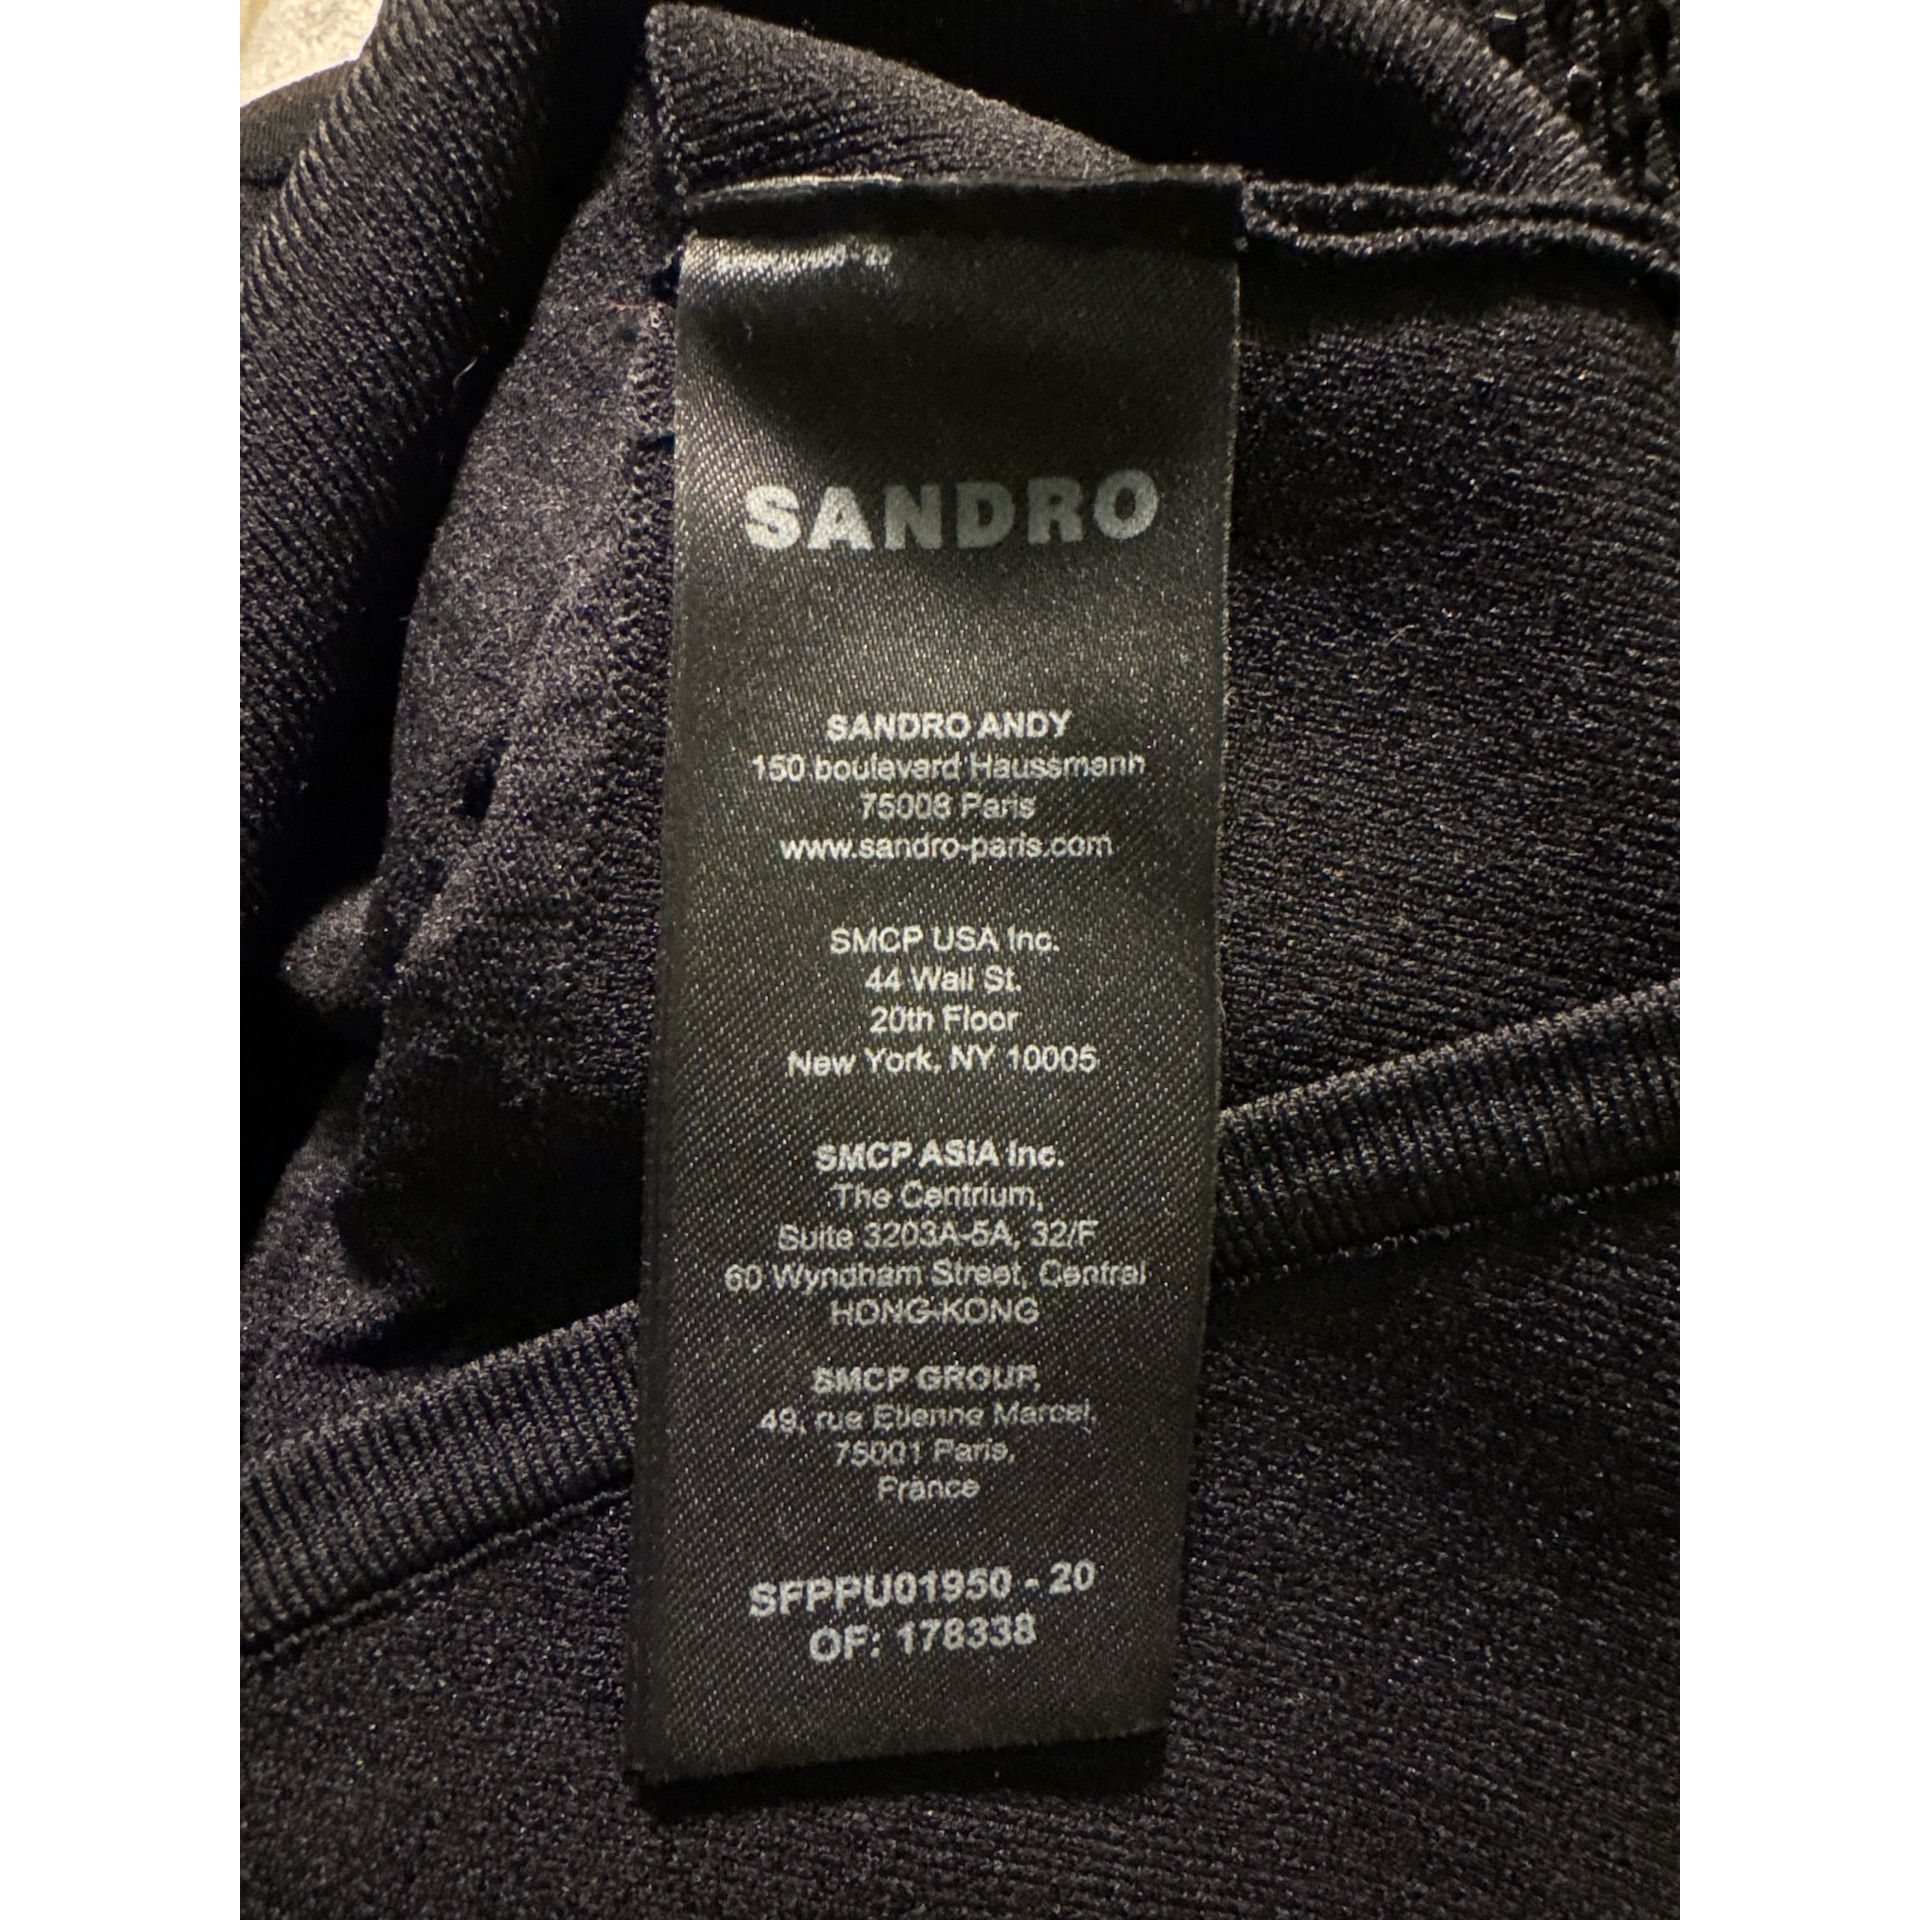 SANDRO
SANDRO ANDY
150 boulevard Haussmann
75008 Paris
www.sandro-paris.com
SMCP USA Inc.
44 Wall St.
20th Floor
New York, NY 10005
SMCP ASIA Inc.
The Centrium,
Suite 3203A-5A, 32/F
60 Wyndham Street, Central
HONG-KONG
SMCP GROUP,
49, rue Etienne Marcel,
75001 Paris,
France
SFPPU01950 - 20
OF: 178338